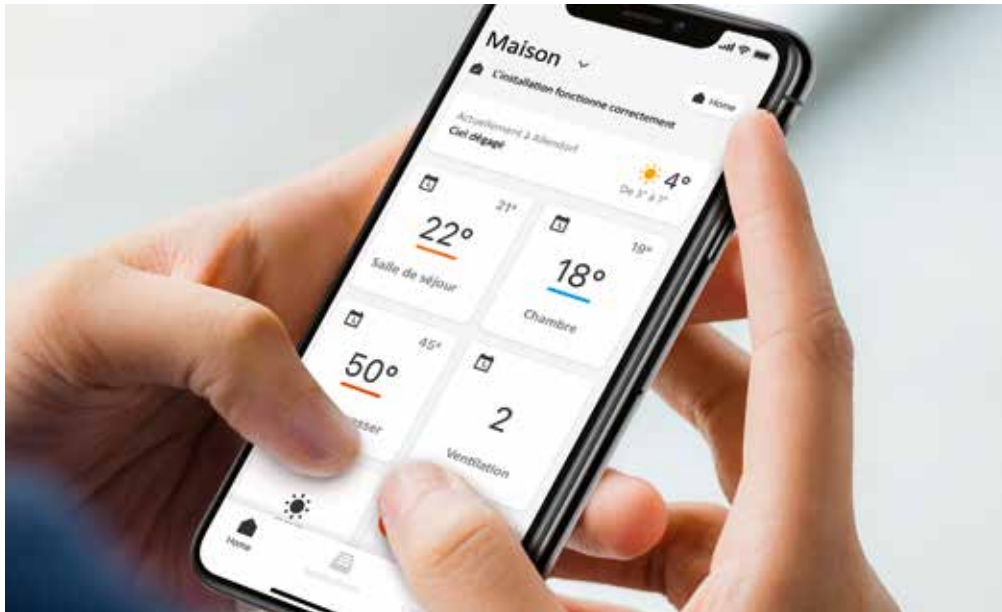 Maison
L'installation fonctionne correctement
Home
Actuellement à Allendorf
Ciel dégagé
4°
De 3° à 1°
21°
22°
Salle de séjour
19°
18°
Chambre
45°
50°
2
Ventilation
Home